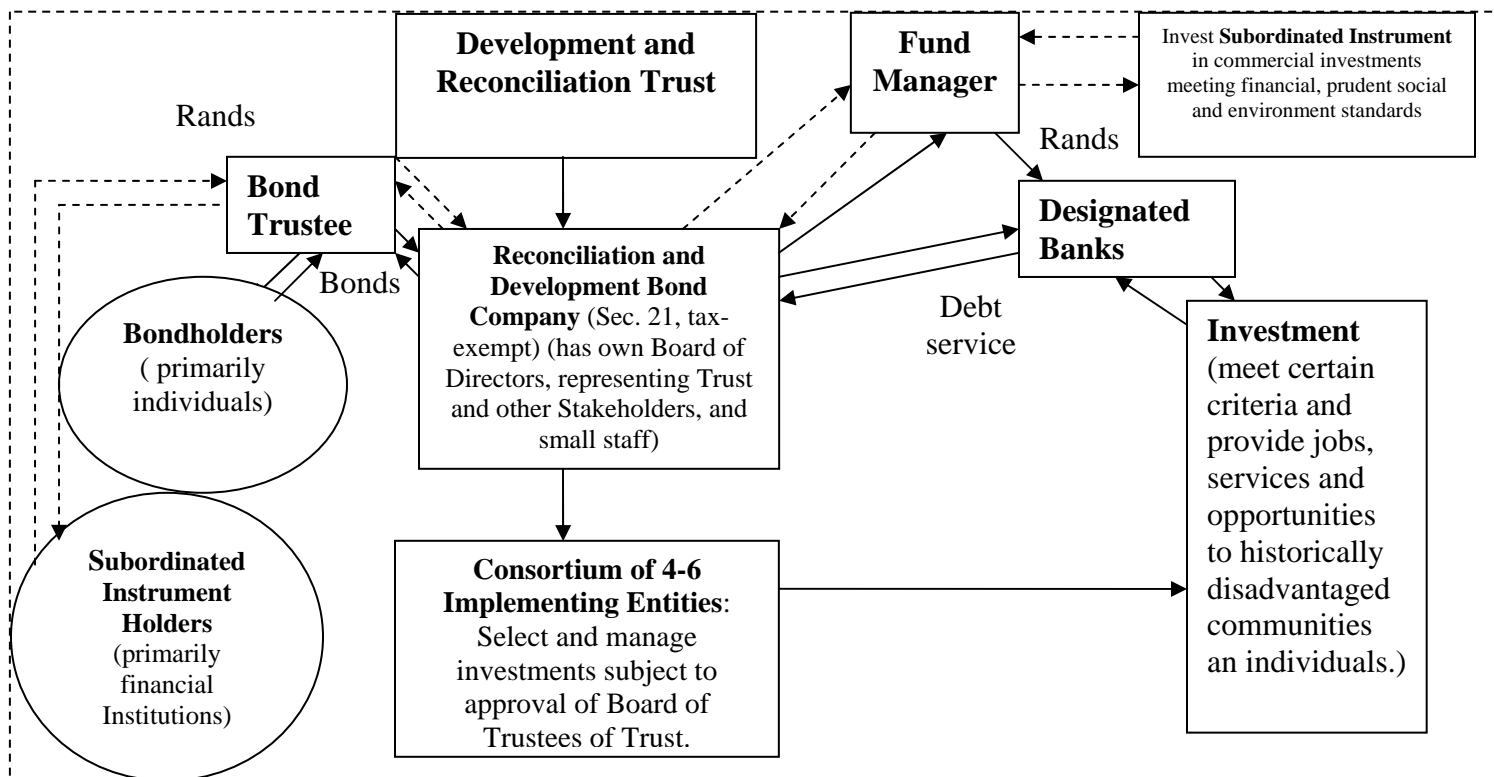 Development and
Reconciliation Trust
Fund
Manager
Invest Subordinated Instrument
in commercial investments
meeting financial, prudent social
and environment standards
Rands
Rands
Bond
Trustee
Designated
Banks
Bonds
Reconciliation and
Development Bond
Company (Sec. 21, tax-
exempt) (has own Board of
Directors, representing Trust
and other Stakeholders, and
small staff)
Debt
service
Bondholders
( primarily
individuals)
Investment
(meet certain
criteria and
provide jobs,
services and
opportunities
to historically
disadvantaged
communities
an individuals.)
Subordinated
Instrument
Holders
(primarily
financial
Institutions)
Consortium of 4-6
Implementing Entities:
Select and manage
investments subject to
approval of Board of
Trustees of Trust.